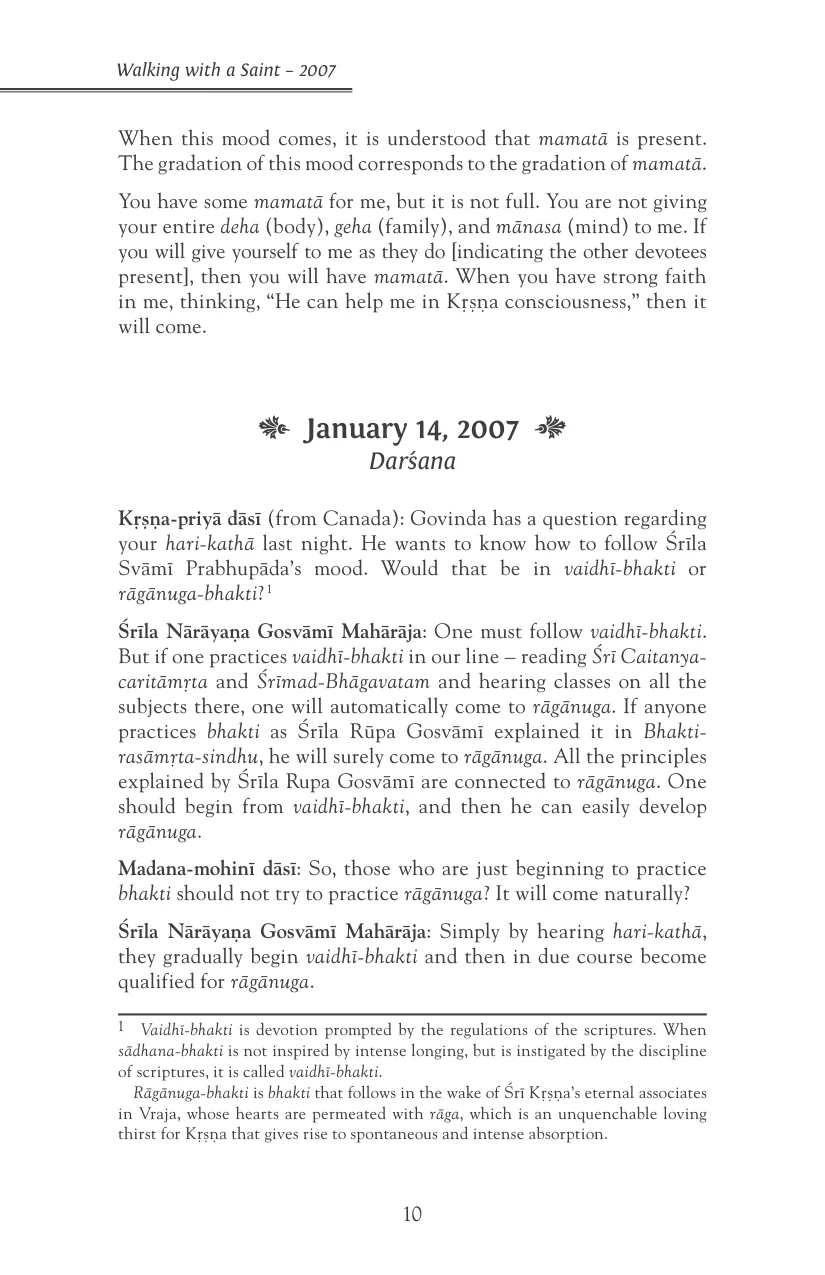 Walking with a Saint – 2007
When this mood comes, it is understood that mamatā is present.
The gradation of this mood corresponds to the gradation of mamatā.
You have some mamatā for me, but it is not full. You are not giving
your entire deha (body), geha (family), and mānasa (mind) to me. If
you will give yourself to me as they do [indicating the other devotees
present], then you will have mamatā. When you have strong faith
in me, thinking, “He can help me in Kṛṣṇa consciousness,” then it
will come.
January 14, 2007
Darśana
Kṛṣṇa-priyā dāsī (from Canada): Govinda has a question regarding
your hari-kathā last night. He wants to know how to follow Śrīla
Svāmī Prabhupāda’s mood. Would that be in vaidhī-bhakti or
rāgānuga-bhakti? 1
Śrīla Nārāyaṇa Gosvāmī Mahārāja: One must follow vaidhī-bhakti.
But if one practices vaidhī-bhakti in our line – reading Śrī Caitanya-
caritāmṛta and Śrīmad-Bhāgavatam and hearing classes on all the
subjects there, one will automatically come to rāgānuga. If anyone
practices bhakti as Śrīla Rūpa Gosvāmī explained it in Bhakti-
rasāmṛta-sindhu, he will surely come to rāgānuga. All the principles
explained by Śrīla Rupa Gosvāmī are connected to rāgānuga. One
should begin from vaidhī-bhakti, and then he can easily develop
rāgānuga.
Madana-mohinī dāsī: So, those who are just beginning to practice
bhakti should not try to practice rāgānuga? It will come naturally?
Śrīla Nārāyaṇa Gosvāmī Mahārāja: Simply by hearing hari-kathā,
they gradually begin vaidhī-bhakti and then in due course become
qualified for rāgānuga.
1 Vaidhī-bhakti is devotion prompted by the regulations of the scriptures. When
sādhana-bhakti is not inspired by intense longing, but is instigated by the discipline
of scriptures, it is called vaidhī-bhakti.
Rāgānuga-bhakti is bhakti that follows in the wake of Śrī Kṛṣṇa’s eternal associates
in Vraja, whose hearts are permeated with rāga, which is an unquenchable loving
thirst for Kṛṣṇa that gives rise to spontaneous and intense absorption.
10